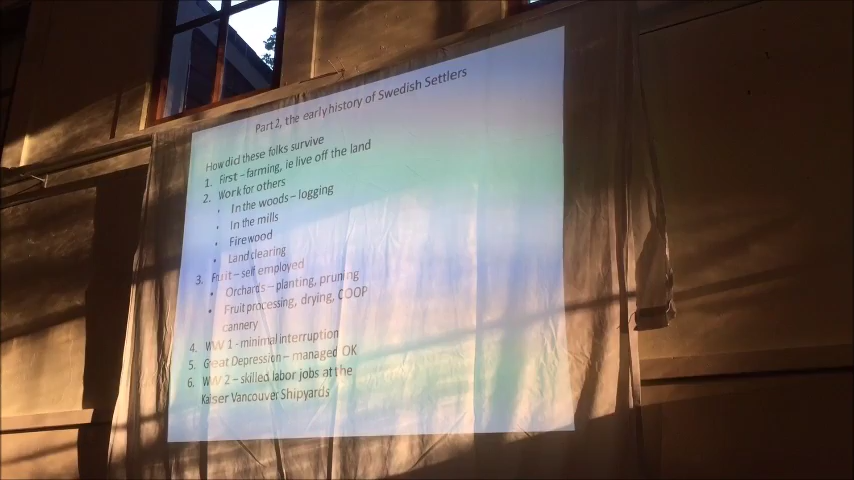 Part 2, the early history of Swedish Settlers
How did these folks survive
1. First – farming, ie live off the land
2. Work for others
• In the woods – logging
• In the mills
• Firewood
• Land clearing
3. Fruit – self employed
• Orchards – planting, pruning
• Fruit processing, drying, COOP
cannery
4. WW 1 - minimal interruption
5. Great Depression – managed OK
6. WW 2 – skilled labor jobs at the
Kaiser Vancouver Shipyards